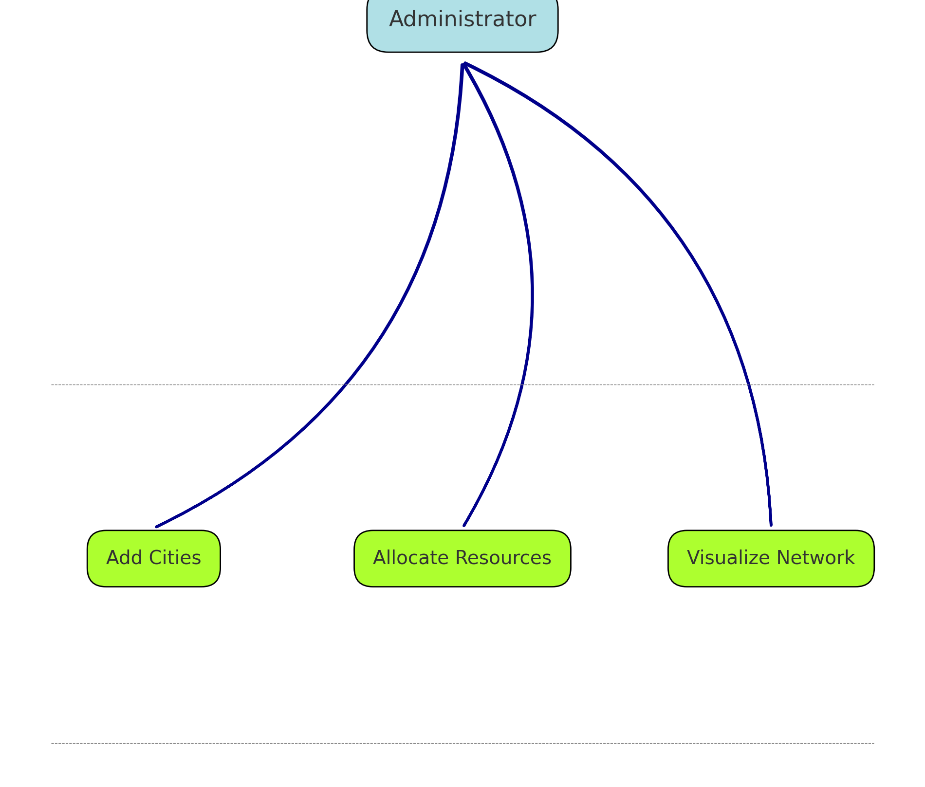 Administrator
Add Cities
Allocate Resources
Visualize Network